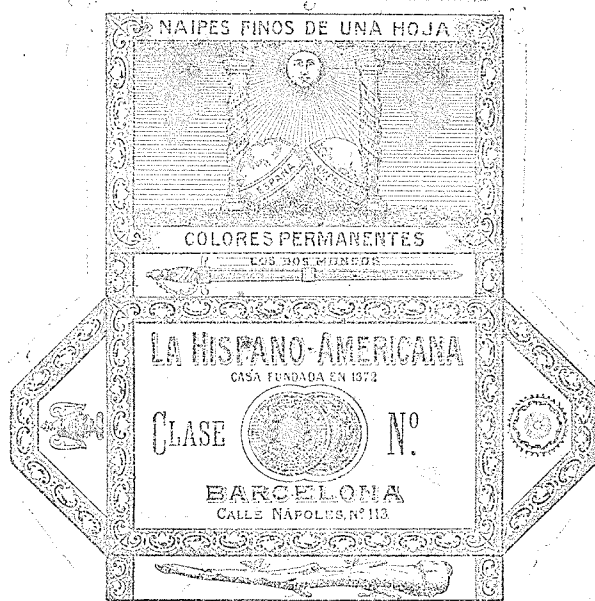 NAIPES FINOS DE UNA HOJA
ESPAÑA
COLORES PERMANENTES
LOS DOS MUNDOS
LA HISPANO-AMERICANA
CASA FUNDADA EN 1872
CLASE Nº.
BARCELONA
CALLE NÁPOLES, Nº 113